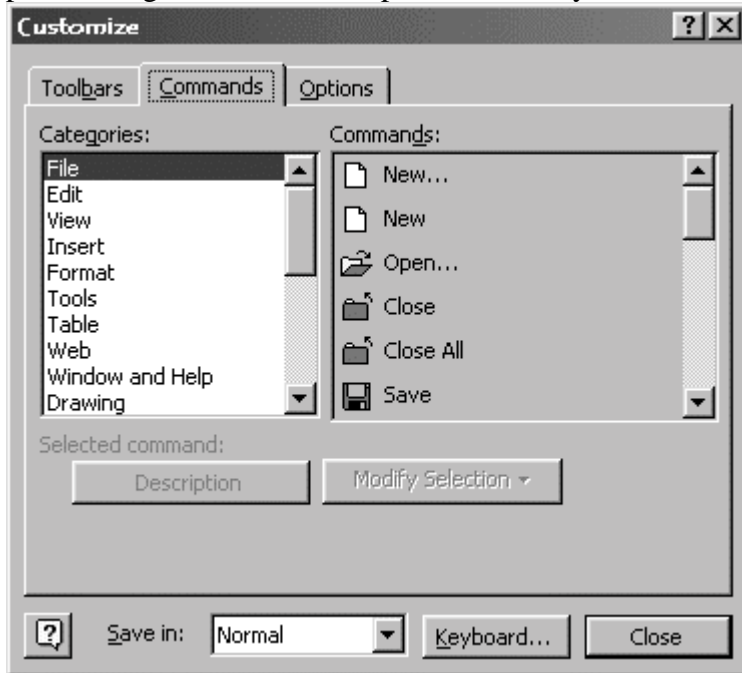 Customize
Toolbars Commands Options
Categories: Commands:
File
Edit
View
Insert
Format
Tools
Table
Web
Window and Help
Drawing
New...
New
Open...
Close
Close All
Save
Selected command:
Description Modify Selection
Save in: Normal Keyboard... Close